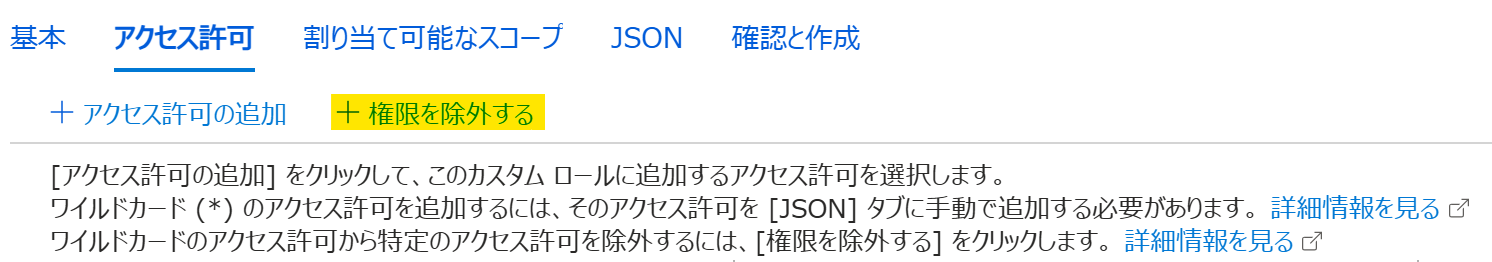 基本 アクセス許可 割り当て可能なスコープ JSON 確認と作成
＋ アクセス許可の追加 ＋ 権限を除外する
[アクセス許可の追加] をクリックして、このカスタム ロールに追加するアクセス許可を選択します。
ワイルドカード (*) のアクセス許可を追加するには、そのアクセス許可を [JSON] タブに手動で追加する必要があります。 詳細情報を見る
ワイルドカードのアクセス許可から特定のアクセス許可を除外するには、[権限を除外する] をクリックします。 詳細情報を見る